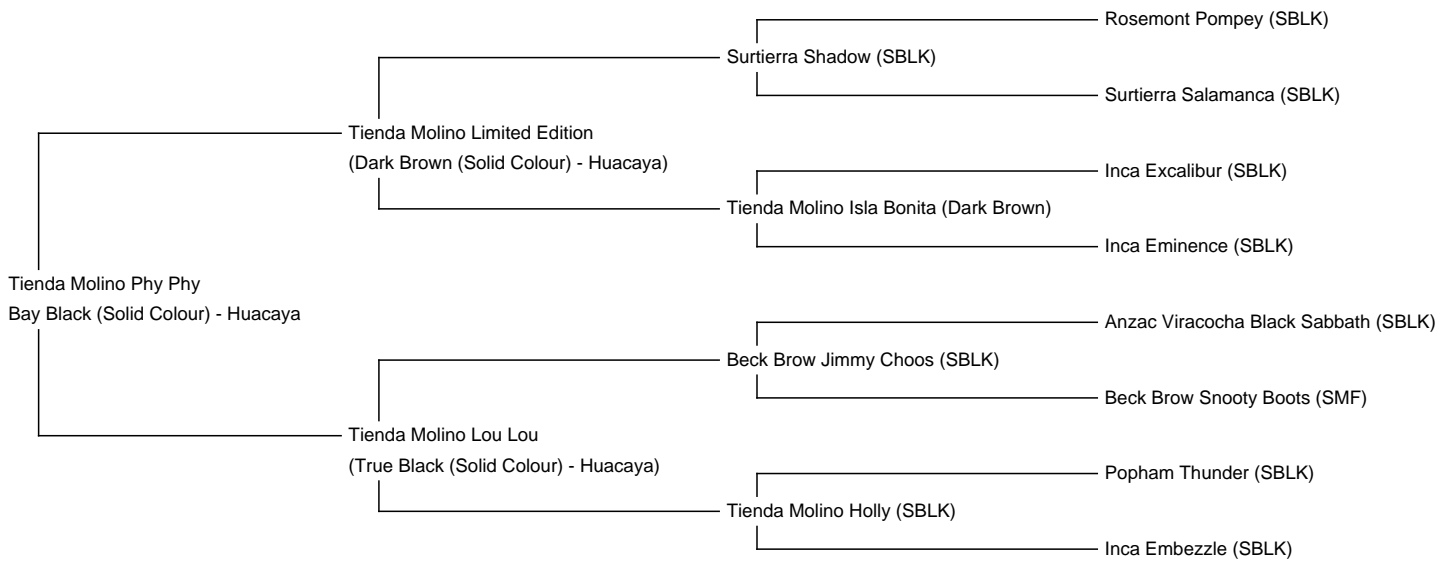 Rosemont Pompey (SBLK)
Surtierra Shadow (SBLK)
Surtierra Salamanca (SBLK)
Tienda Molino Limited Edition
(Dark Brown (Solid Colour) - Huacaya)
Inca Excalibur (SBLK)
Tienda Molino Isla Bonita (Dark Brown)
Inca Eminence (SBLK)
Tienda Molino Phy Phy
Bay Black (Solid Colour) - Huacaya
Anzac Viracocha Black Sabbath (SBLK)
Beck Brow Jimmy Choos (SBLK)
Beck Brow Snooty Boots (SMF)
Tienda Molino Lou Lou
(True Black (Solid Colour) - Huacaya)
Popham Thunder (SBLK)
Tienda Molino Holly (SBLK)
Inca Embezzle (SBLK)